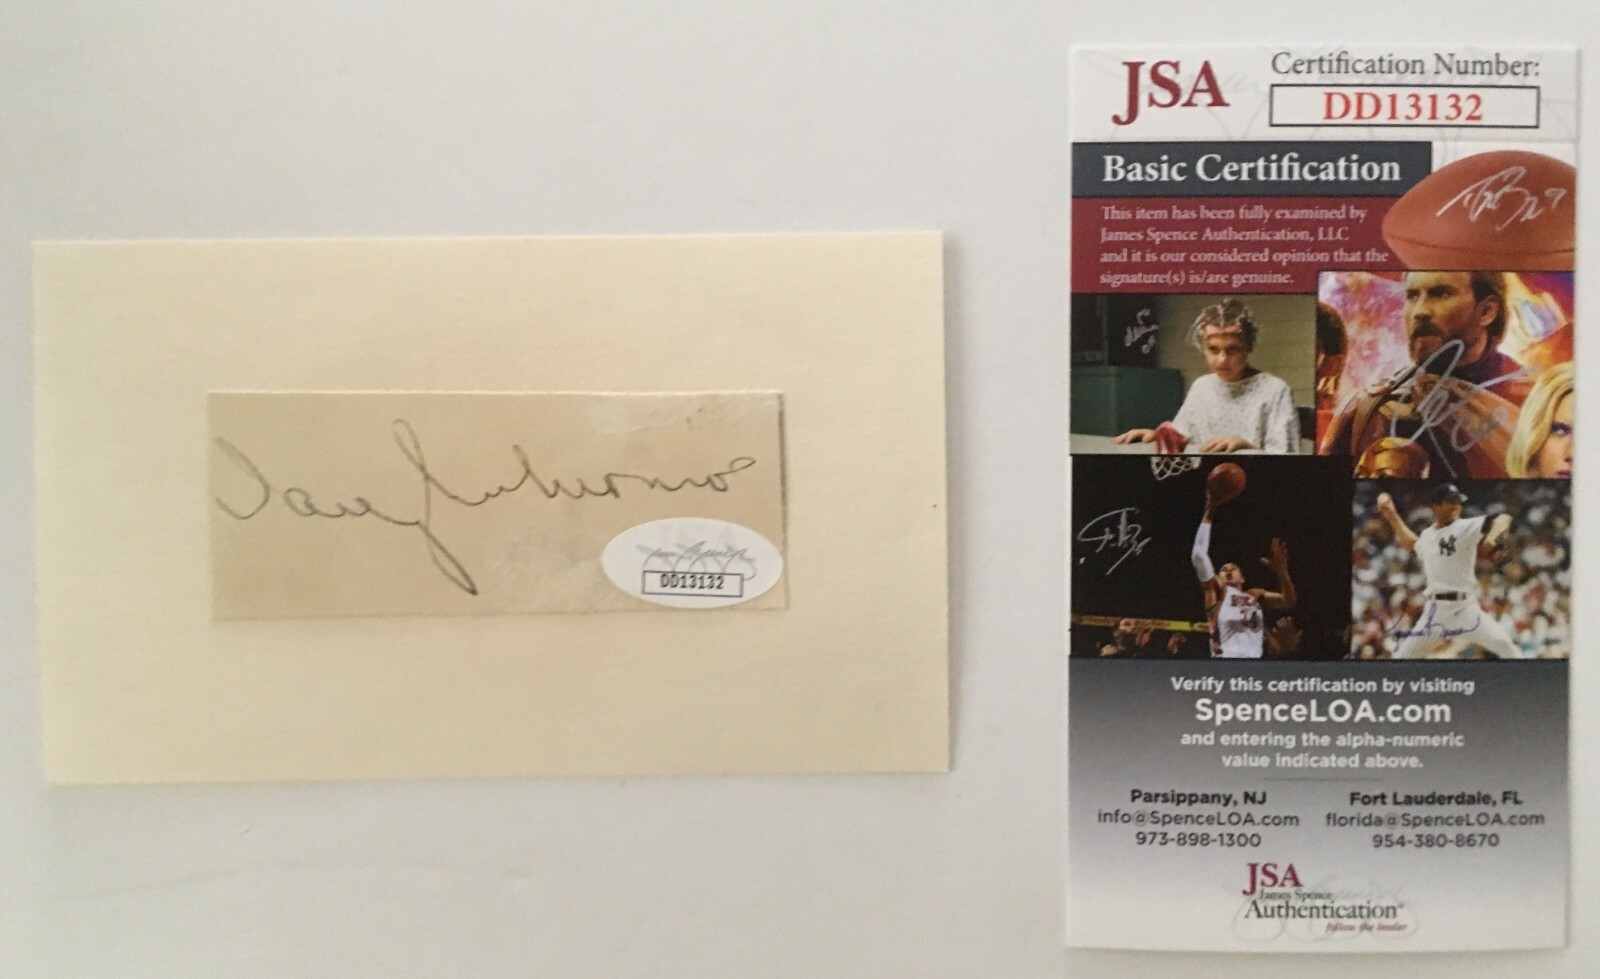 DD13132
JSA
Certification Number:
DD13132
Basic Certification
This item has been fully examined by
James Spence Authentication, LLC
and it is our considered opinion that the
signature(s) is/are genuine.
Verify this certification by visiting
SpenceLOA.com
and entering the alpha-numeric
value indicated above.
Parsippany, NJ
info@SpenceLOA.com
973-898-1300
Fort Lauderdale, FL
florida@SpenceLOA.com
954-380-8670
JSA
James Spence
Authentication
follow the leader